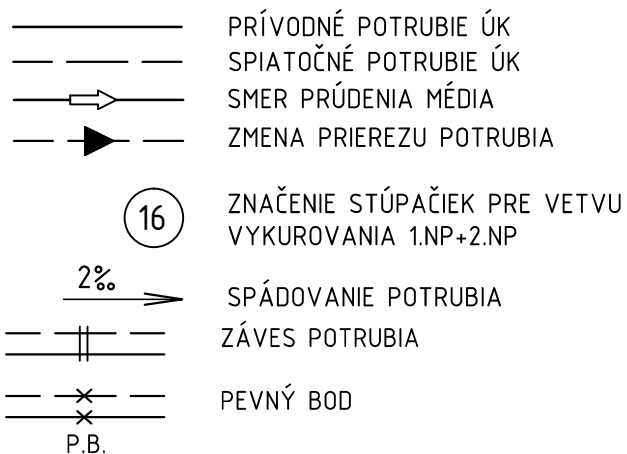 PRÍVODNÉ POTRUBIE ÚK
SPIATOČNÉ POTRUBIE ÚK
SMER PRÚDENIA MÉDIA
ZMENA PRIEREZU POTRUBIA
16
ZNAČENIE STÚPAČIEK PRE VETVU
VYKUROVANIA 1.NP+2.NP
2‰
SPÁDOVANIE POTRUBIA
ZÁVES POTRUBIA
PEVNÝ BOD
P.B.